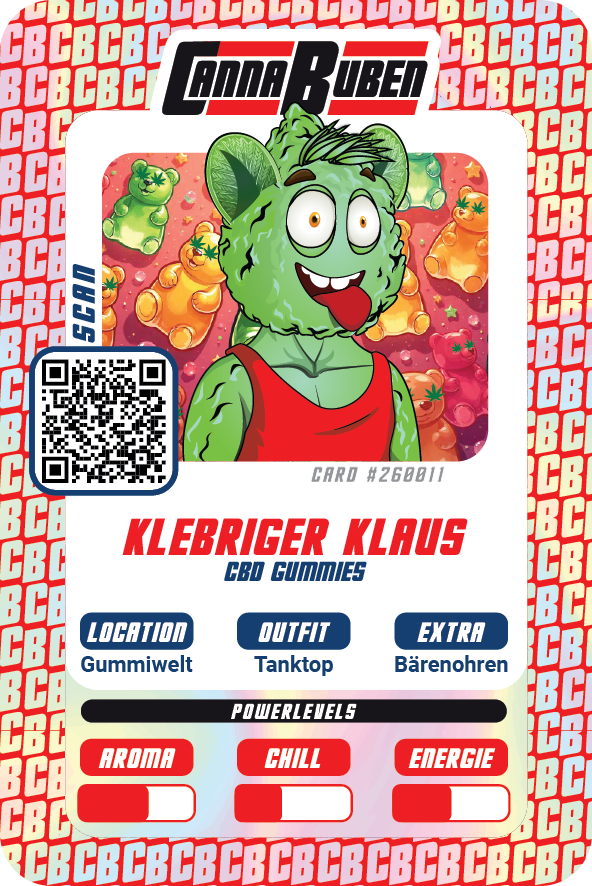 CANNABUBEN
SCAN
CARD #260011
KLEBRIGER KLAUS
CBD GUMMIES
LOCATION OUTFIT EXTRA
Gummiwelt Tanktop Bärenohren
POWERLEVELS
AROMA CHILL ENERGIE